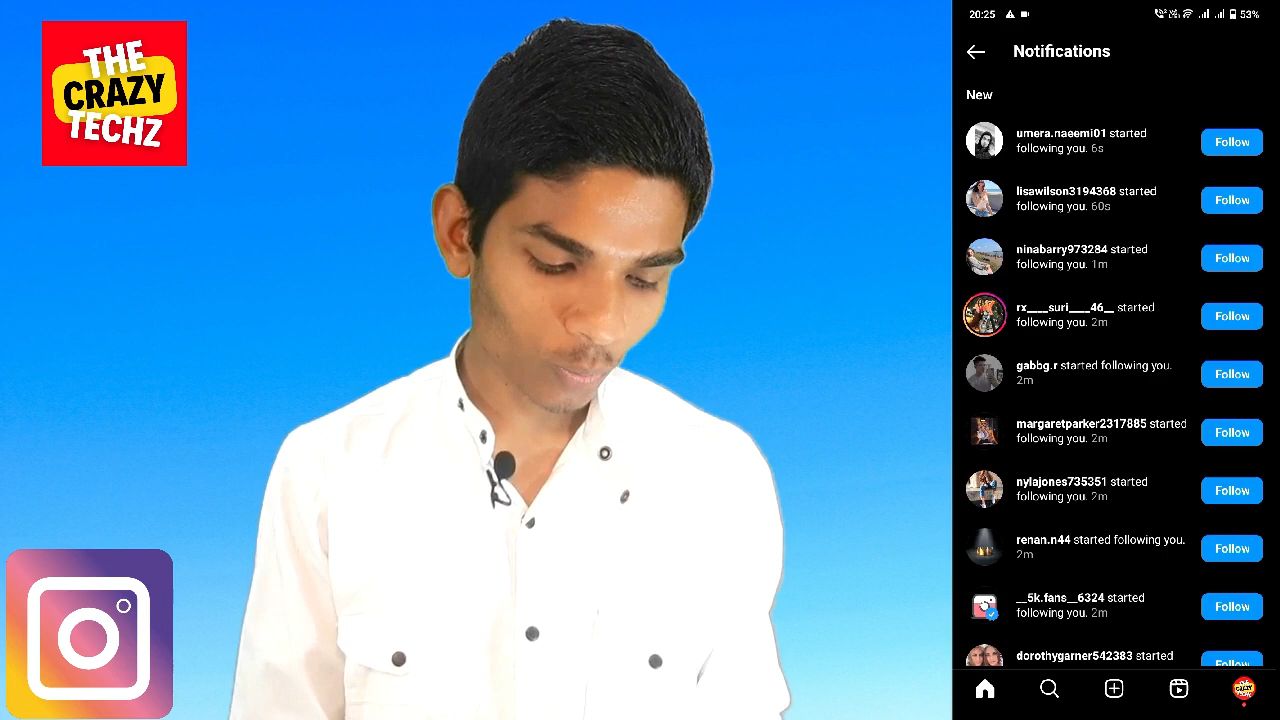 THE
CRAZY
TECHZ
20:25
53%
Notifications
New
umera.naeemi01 started
following you. 6s
Follow
lisawilson3194368 started
following you. 60s
Follow
ninabarry973284 started
following you. 1m
Follow
rx___suri___46__ started
following you. 2m
Follow
gabbg.r started following you.
2m
Follow
margaretparker2317885 started
following you. 2m
Follow
nylajones735351 started
following you. 2m
Follow
renan.n44 started following you.
2m
Follow
__5k.fans__6324 started
following you. 2m
Follow
dorothygarner542383 started
Follow